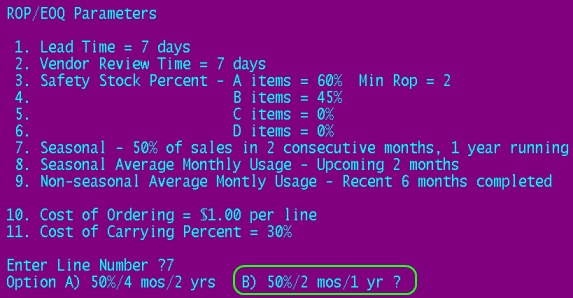 ROP/EOQ Parameters
1. Lead Time = 7 days
2. Vendor Review Time = 7 days
3. Safety Stock Percent - A items = 60% Min Rop = 2
4. B items = 45%
5. C items = 0%
6. D items = 0%
7. Seasonal - 50% of sales in 2 consecutive months, 1 year running
8. Seasonal Average Monthly Usage - Upcoming 2 months
9. Non-seasonal Average Montly Usage - Recent 6 months completed
10. Cost of Ordering = $1.00 per line
11. Cost of Carrying Percent = 30%
Enter Line Number ?7
Option A) 50%/4 mos/2 yrs B) 50%/2 mos/1 yr ?